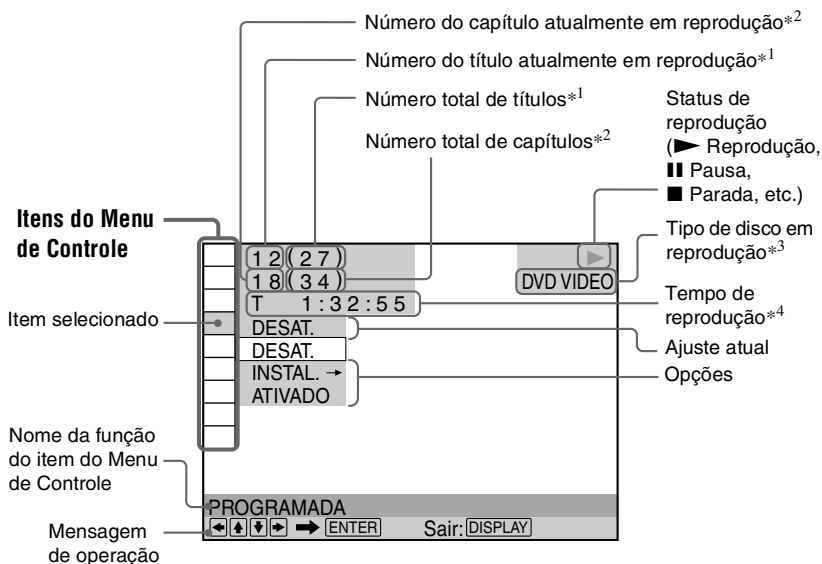 Número do capítulo atualmente em reprodução*2
Número do título atualmente em reprodução*1
Número total de títulos*1
Número total de capítulos*2
Status de
reprodução
(► Reprodução,
❚❚ Pausa,
■ Parada, etc.)
Itens do Menu
de Controle
Tipo de disco em
reprodução*3
12(27)
18(34)
DVD VIDEO
T 1:32:55
Tempo de
reprodução*4
Item selecionado
DESAT.
Ajuste atual
DESAT.
INSTAL. →
Opções
ATIVADO
Nome da função
do item do Menu
de Controle
PROGRAMADA
← ↑ ↓ → ➡ ENTER Sair: DISPLAY
Mensagem
de operação